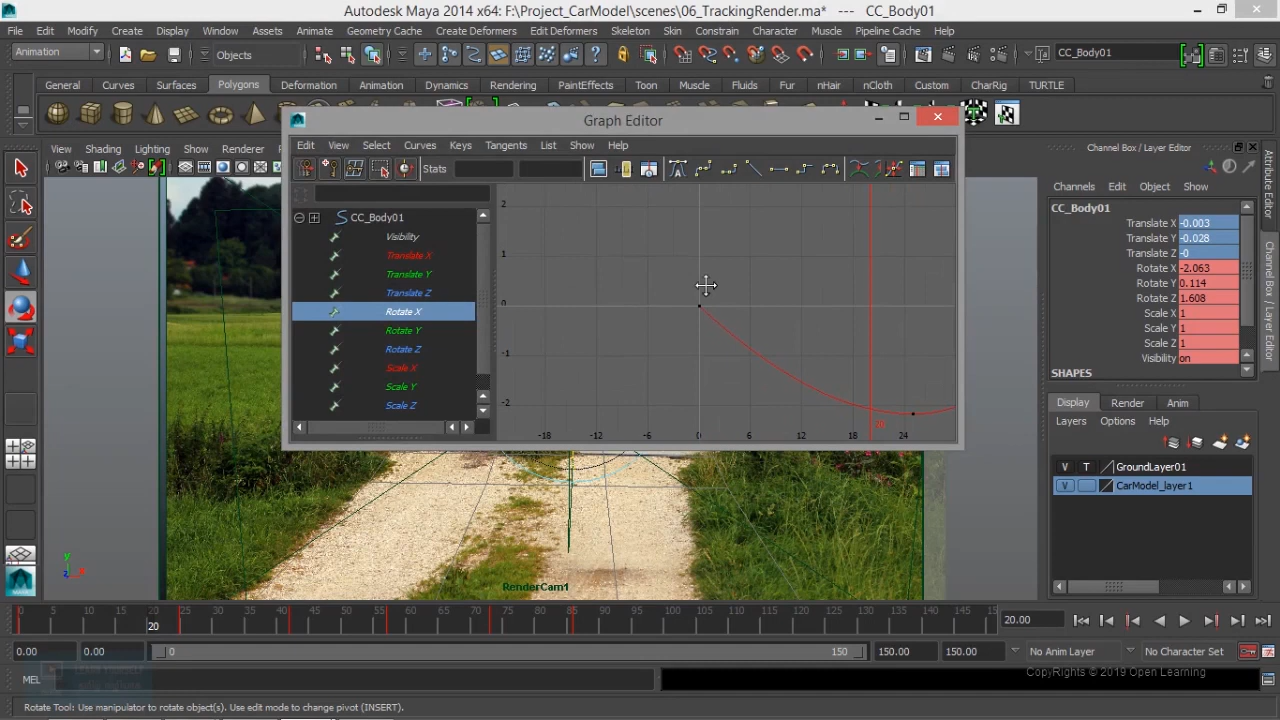 Autodesk Maya 2014 x64: F:\Project_CarModel\scenes\06_TrackingRender.ma* --- CC_Body01
File Edit Modify Create Display Window Assets Animate Geometry Cache Create Deformers Edit Deformers Skeleton Skin Constrain Character Muscle Pipeline Cache Help
Animation Objects CC_Body01
General Curves Surfaces Polygons Deformation Animation Dynamics Rendering PaintEffects Toon Muscle Fluids Fur nHair nCloth Custom CharRig TURTLE
View Shading Lighting Show Renderer
Graph Editor
Edit View Select Curves Keys Tangents List Show Help
Stats
CC_Body01
Visibility
Translate X
Translate Y
Translate Z
Rotate X
Rotate Y
Rotate Z
Scale X
Scale Y
Scale Z
2
1
0
-1
-2
-18 -12 -6 0 6 12 18 24
Channel Box / Layer Editor
Channels Edit Object Show
CC_Body01
Translate X -0.003
Translate Y -0.028
Translate Z -0
Rotate X -2.063
Rotate Y 0.114
Rotate Z 1.608
Scale X 1
Scale Y 1
Scale Z 1
Visibility on
SHAPES
Display Render Anim
Layers Options Help
V T GroundLayer01
V CarModel_layer1
Attribute Editor
Channel Box / Layer Editor
y
z x
RenderCam1
0 5 10 15 20 25 30 35 40 45 50 55 60 65 70 75 80 85 90 95 100 105 110 115 120 125 130 135 140 145 15
20
20.00
0.00 0.00 0 150 150.00 150.00 No Anim Layer No Character Set
MEL
CopyRights © 2019 Open Learning
Rotate Tool: Use manipulator to rotate object(s). Use edit mode to change pivot (INSERT).